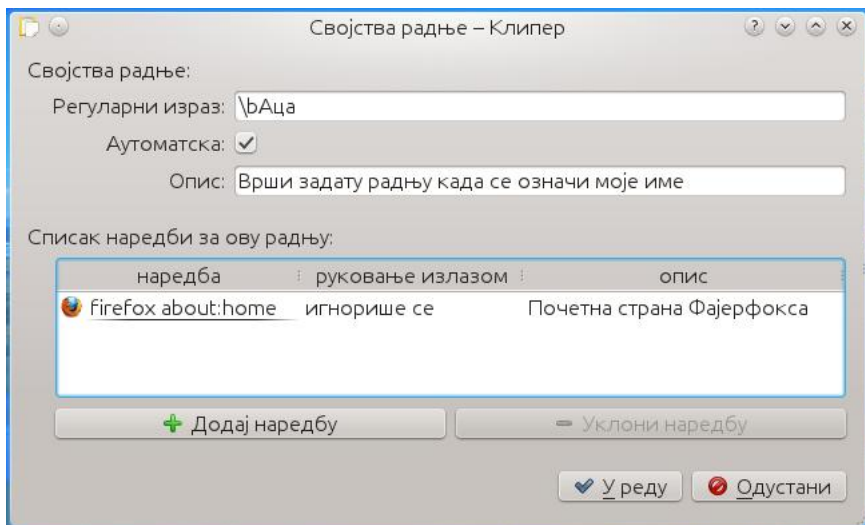 Својства радње – Клипер
Својства радње:
Регуларни израз: \bАца
Аутоматска:
Опис: Врши задату радњу када се означи моје име
Списак наредби за ову радњу:
наредба руковање излазом опис
firefox about:home игнорише се Почетна страна Фајерфокса
Додај наредбу Уклони наредбу
У реду Одустани